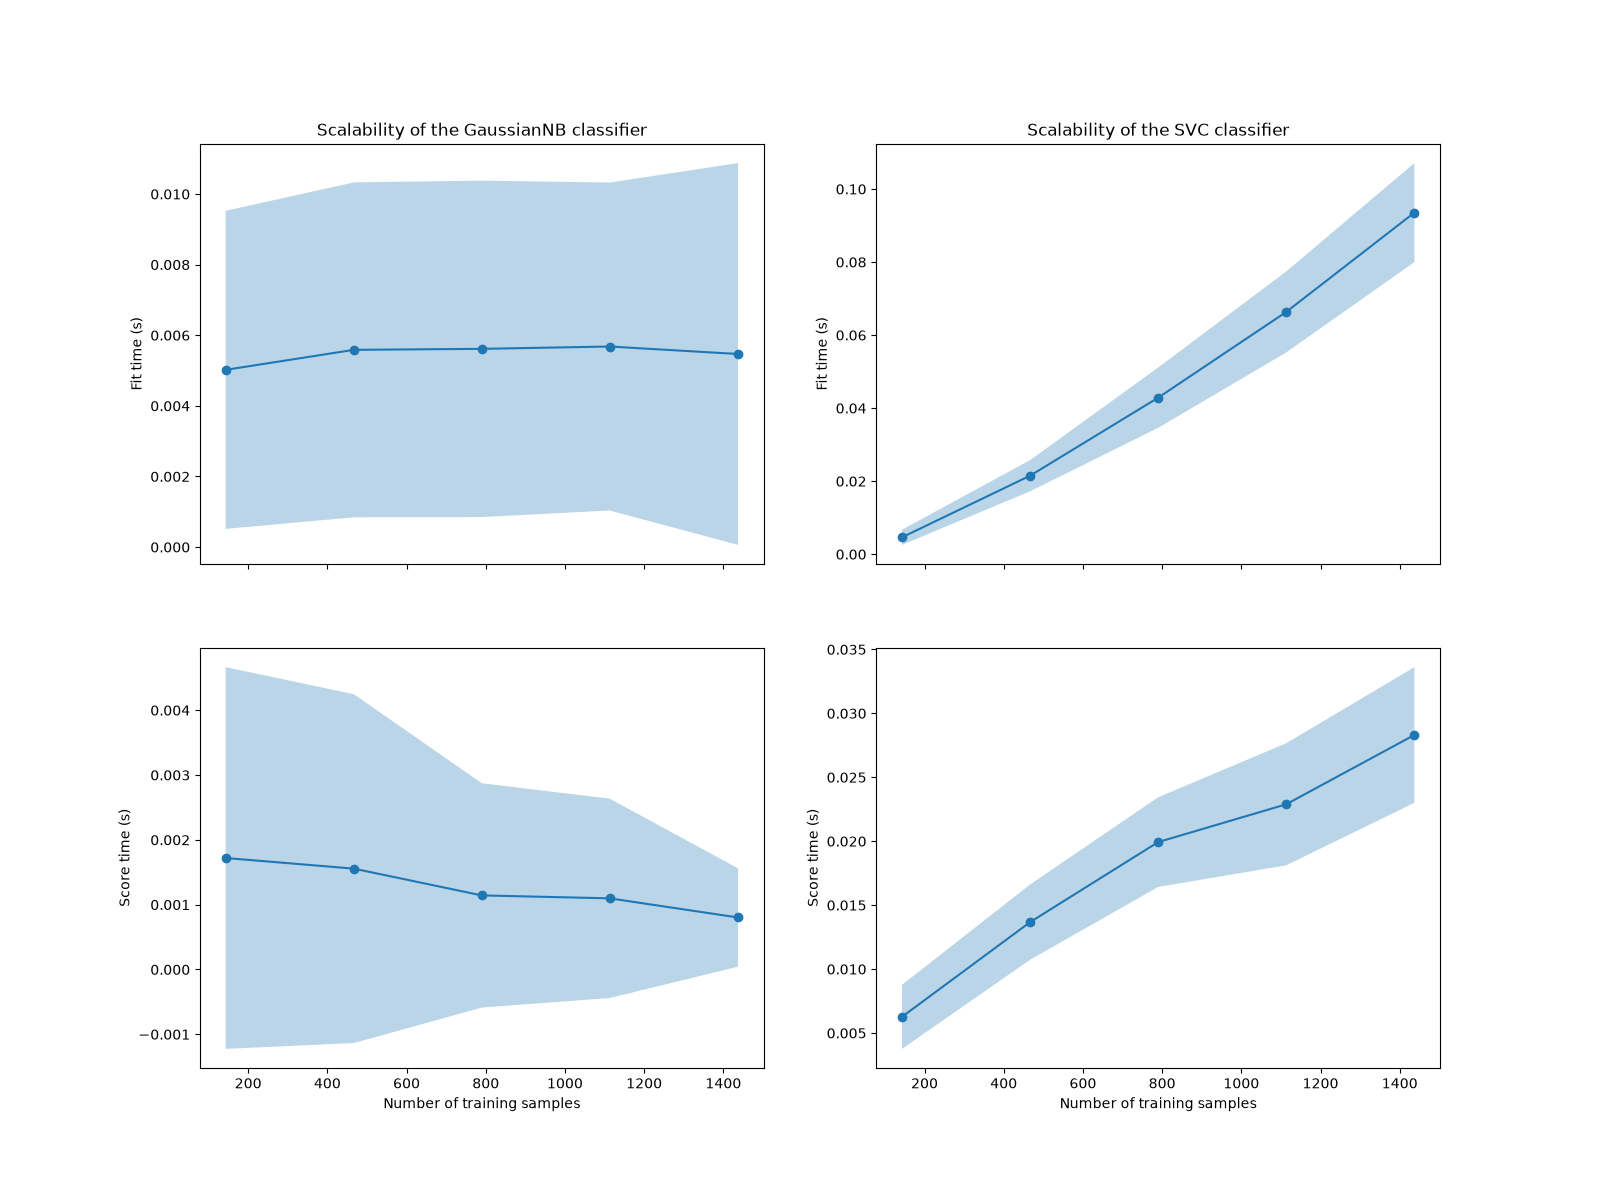 Scalability of the GaussianNB classifier
Scalability of the SVC classifier
0.010
0.008
0.006
0.004
0.002
0.000
Fit time (s)
0.10
0.08
0.06
0.04
0.02
0.00
Fit time (s)
0.004
0.003
0.002
0.001
0.000
−0.001
Score time (s)
200 400 600 800 1000 1200 1400
Number of training samples
0.035
0.030
0.025
0.020
0.015
0.010
0.005
Score time (s)
200 400 600 800 1000 1200 1400
Number of training samples